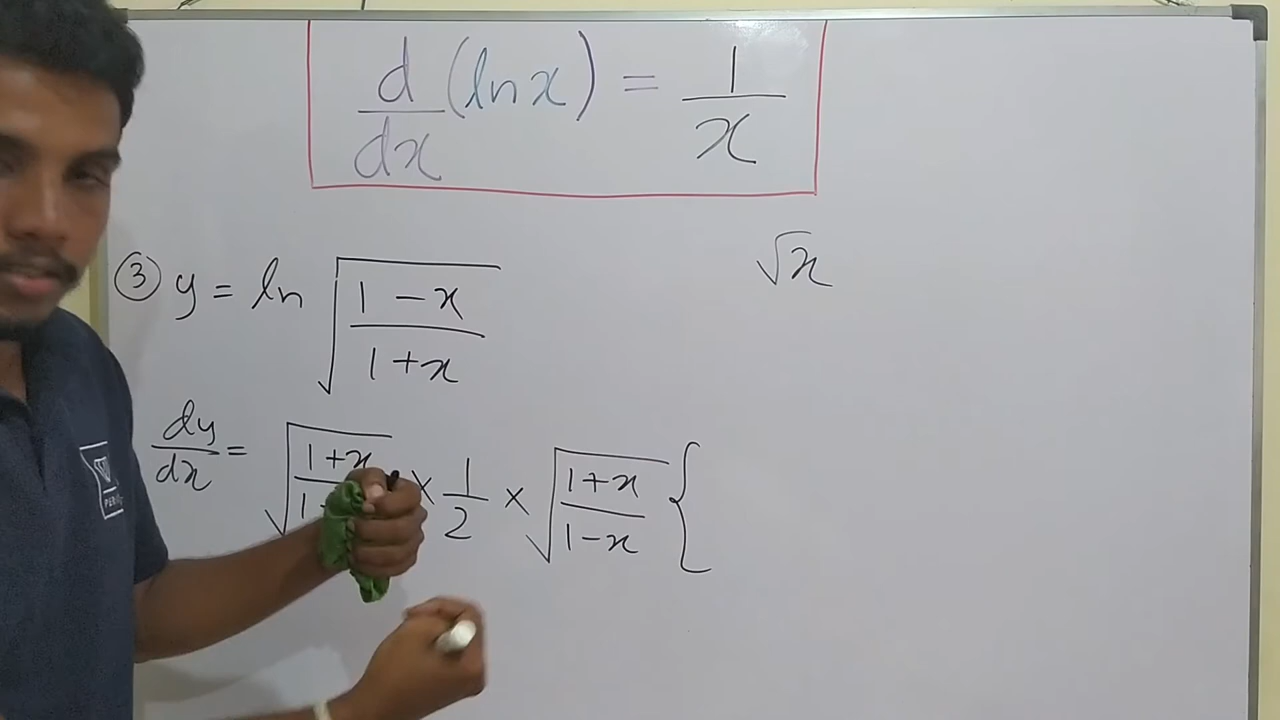 d/dx (ln x) = 1/x
√x
③ y = ln √((1 - x)/(1 + x))
dy/dx = √((1 + x)/(1 -  × 1/2 × √((1 + x)/(1 - x)) {